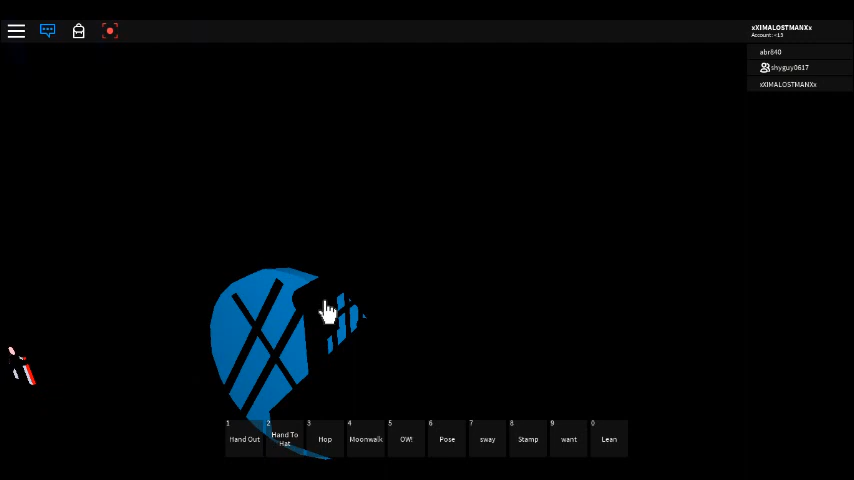 xXIMALOSTMANXx
Account: <13
abr840
shyguy0617
xXIMALOSTMANXx
1 2 3 4 5 6 7 8 9 0
Hand Out Hand To Hat Hop Moonwalk OW! Pose sway Stamp want Lean